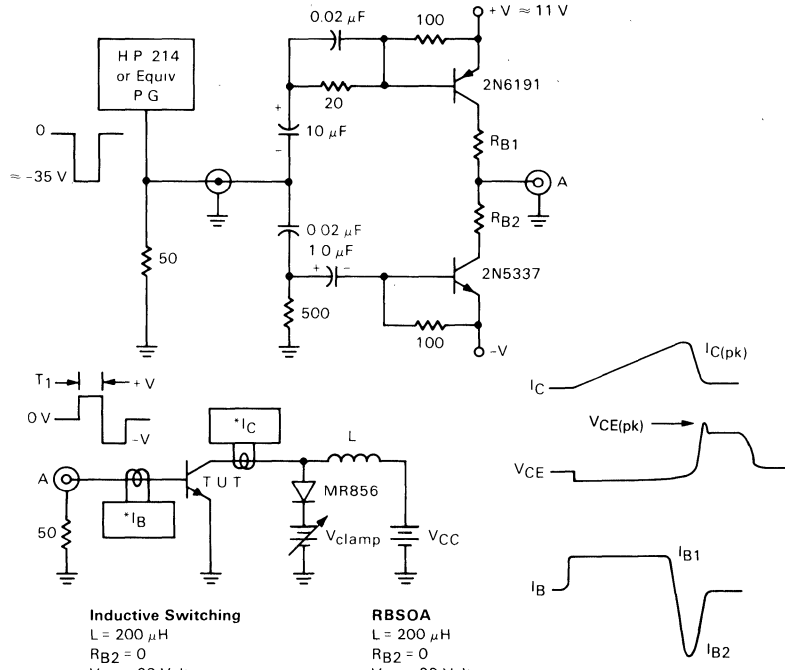 0.02 μF
100
+V ≈ 11 V
HP 214
or Equiv
PG
2N6191
20
+
10 μF
-
0
≈ -35 V
RB1
A
RB2
0 02 μF
1 0 μF
+ -
50
2N5337
500
100
-V
T1
+V
0 V
-V
*IC
L
A
TUT
MR856
*IB
50
Vclamp
VCC
IC
IC(pk)
VCE(pk)
VCE
IB1
IB
IB2
Inductive Switching
L = 200 μH
RB2 = 0
RBSOA
L = 200 μH
RB2 = 0